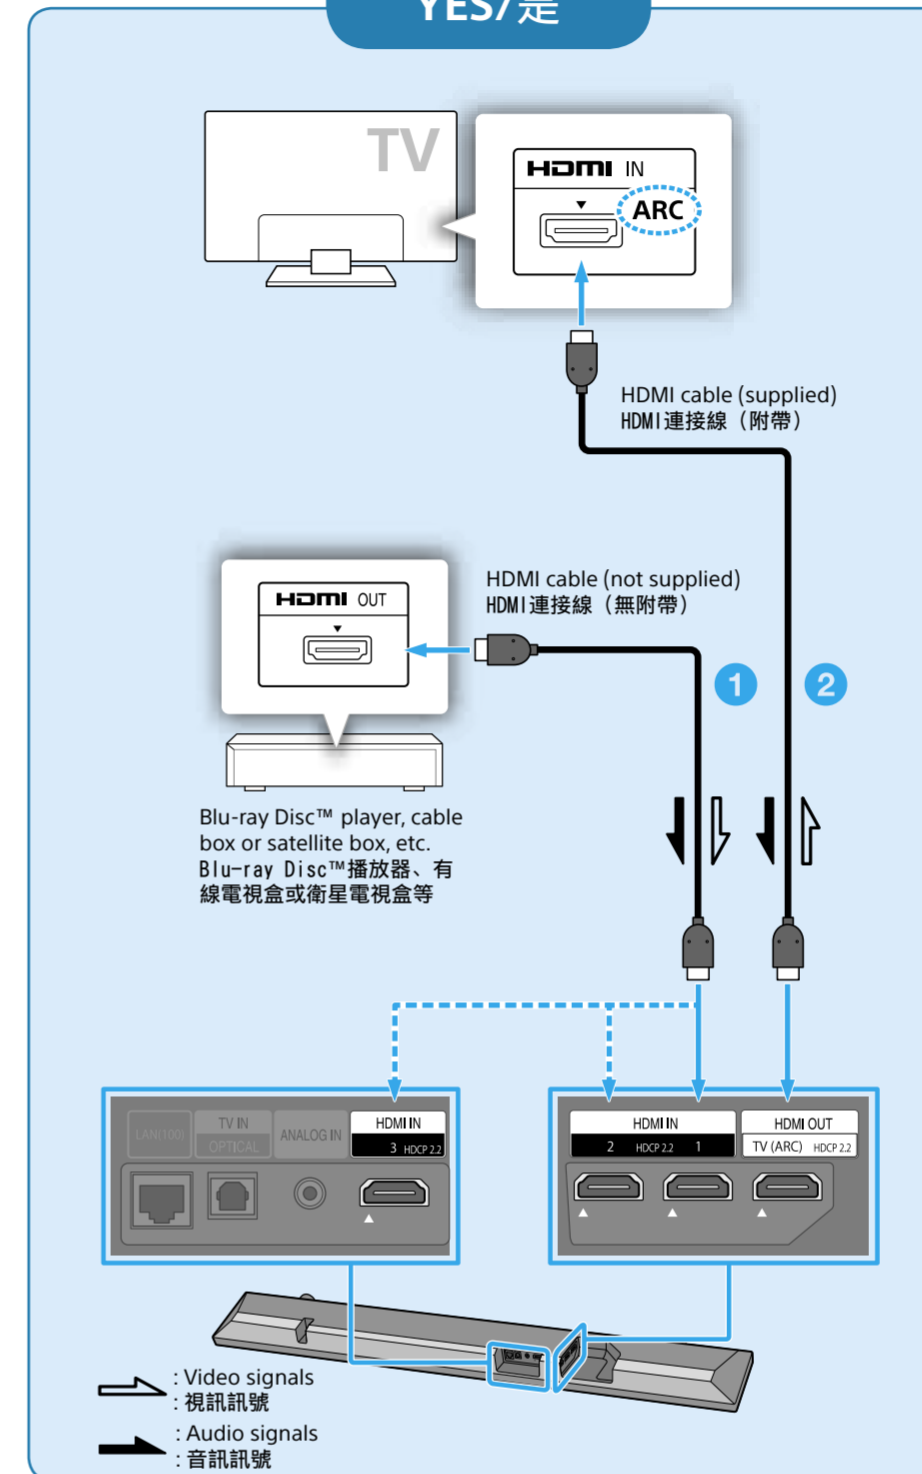 YES/是
TV
HDMI IN
ARC
HDMI cable (supplied)
HDMI連接線（附帶）
HDMI OUT
HDMI cable (not supplied)
HDMI連接線（無附帶）
1
2
Blu-ray Disc™ player, cable
box or satellite box, etc.
Blu-ray Disc™播放器、有
線電視盒或衛星電視盒等
LAN(100)
TV IN
OPTICAL
ANALOG IN
HDMI IN
3 HDCP 2.2
HDMI IN
2 HDCP 2.2 1
HDMI OUT
TV (ARC) HDCP 2.2
: Video signals
: 視訊訊號
: Audio signals
: 音訊訊號